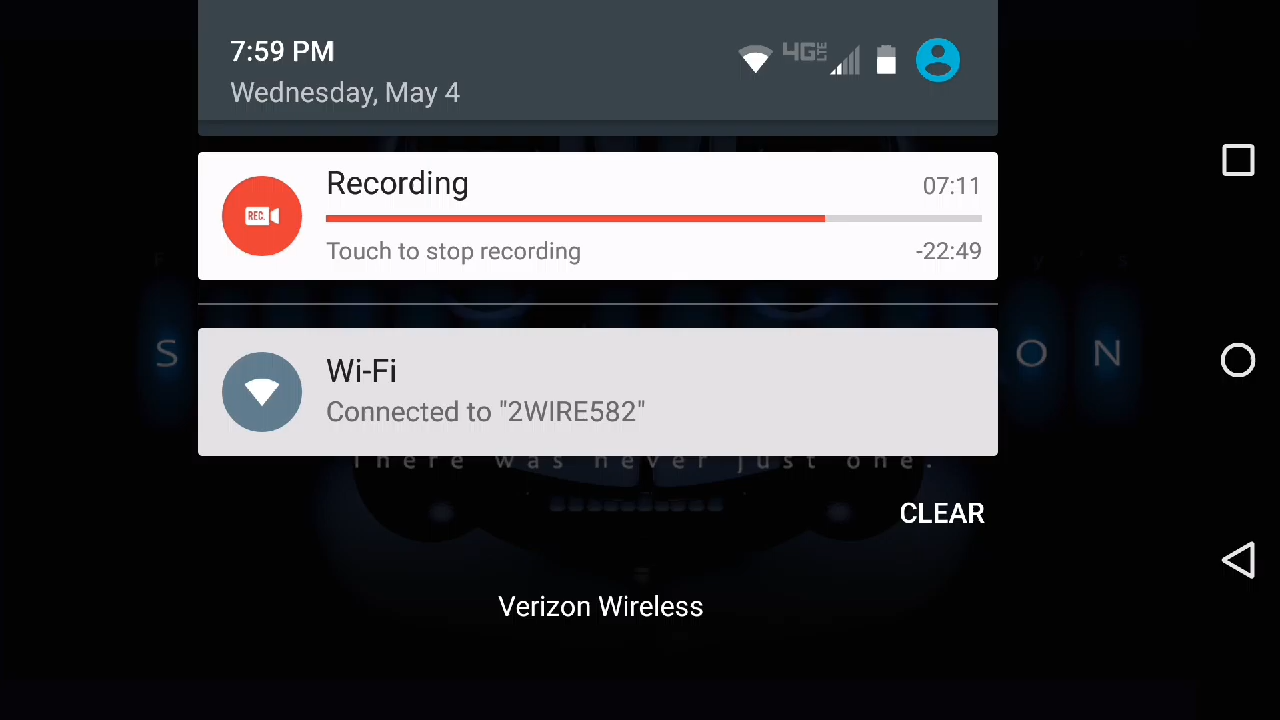 7:59 PM
4G LTE
Wednesday, May 4
Recording
07:11
REC.
Touch to stop recording
-22:49
S
O N
Wi-Fi
Connected to "2WIRE582"
There was never just one.
CLEAR
Verizon Wireless